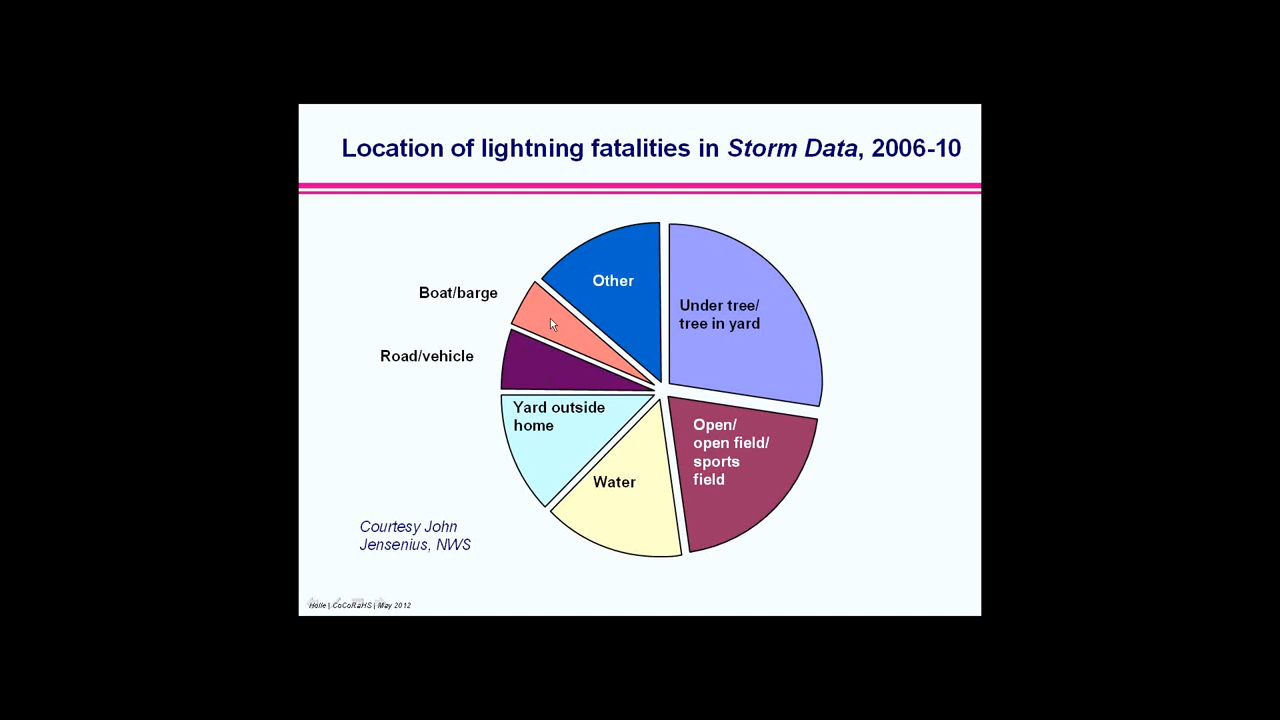 Location of lightning fatalities in Storm Data, 2006-10
Other
Boat/barge
Under tree/
tree in yard
Road/vehicle
Yard outside
home
Open/
open field/
sports
field
Water
Courtesy John
Jensenius, NWS
Holle | CoCoRaHS | May 2012